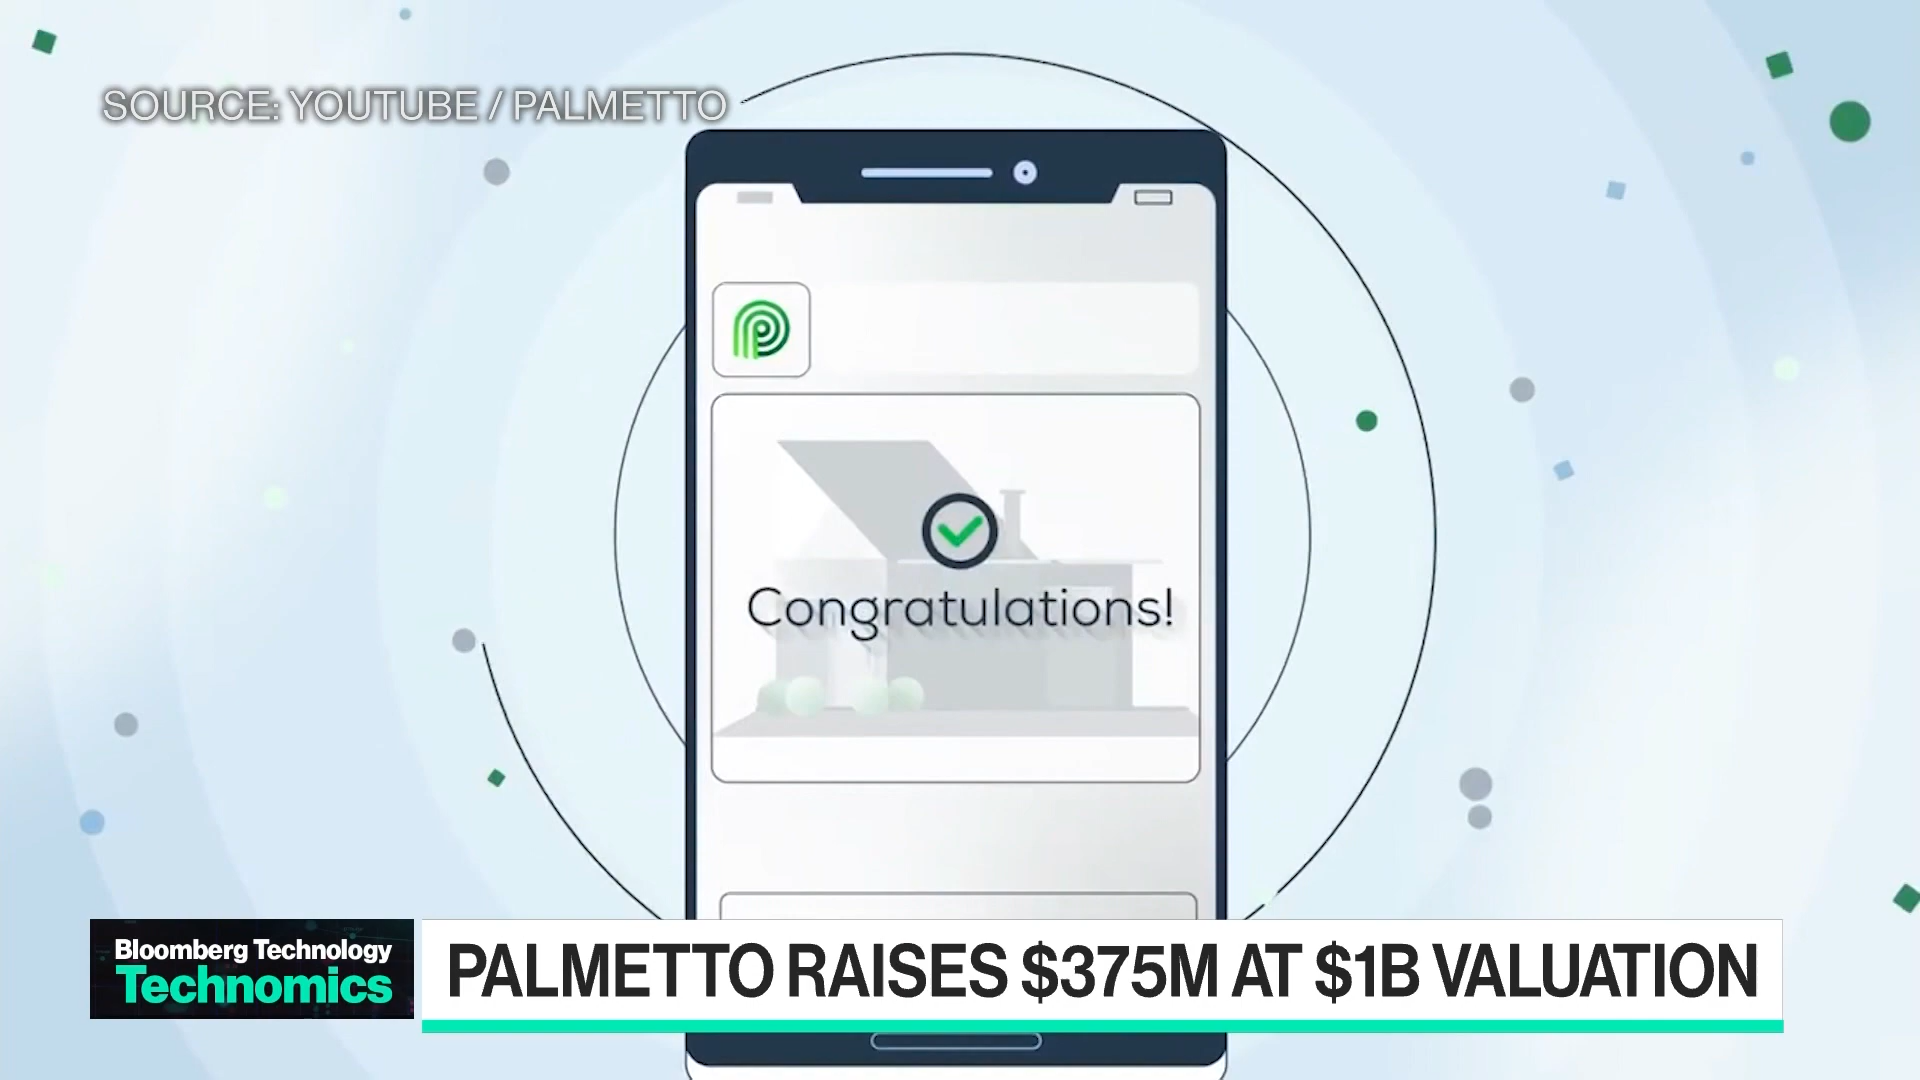 SOURCE: YOUTUBE / PALMETTO
Congratulations!
Bloomberg Technology
Technomics
PALMETTO RAISES $375M AT $1B VALUATION